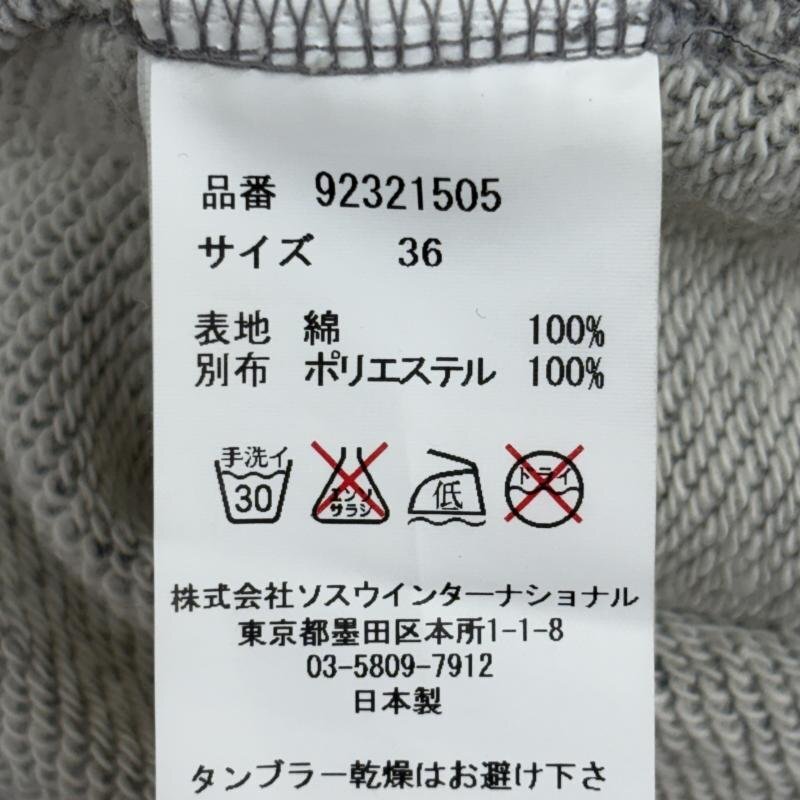 品番 92321505
サイズ 36
表地 綿 100%
別布 ポリエステル 100%
手洗イ エンソ 低 ドライ
30 サラシ
株式会社ソスウインターナショナル
東京都墨田区本所1-1-8
03-5809-7912
日本製
タンブラー乾燥はお避け下さ